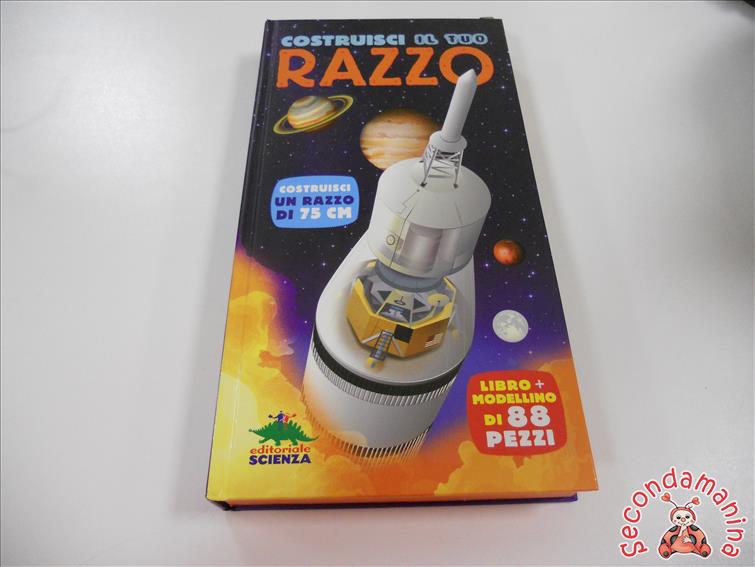 COSTRUISCI IL TUO
RAZZO
COSTRUISCI
UN RAZZO
DI 75 CM
LIBRO +
MODELLINO
DI 88
PEZZI
editoriale
SCIENZA
Secondamanina